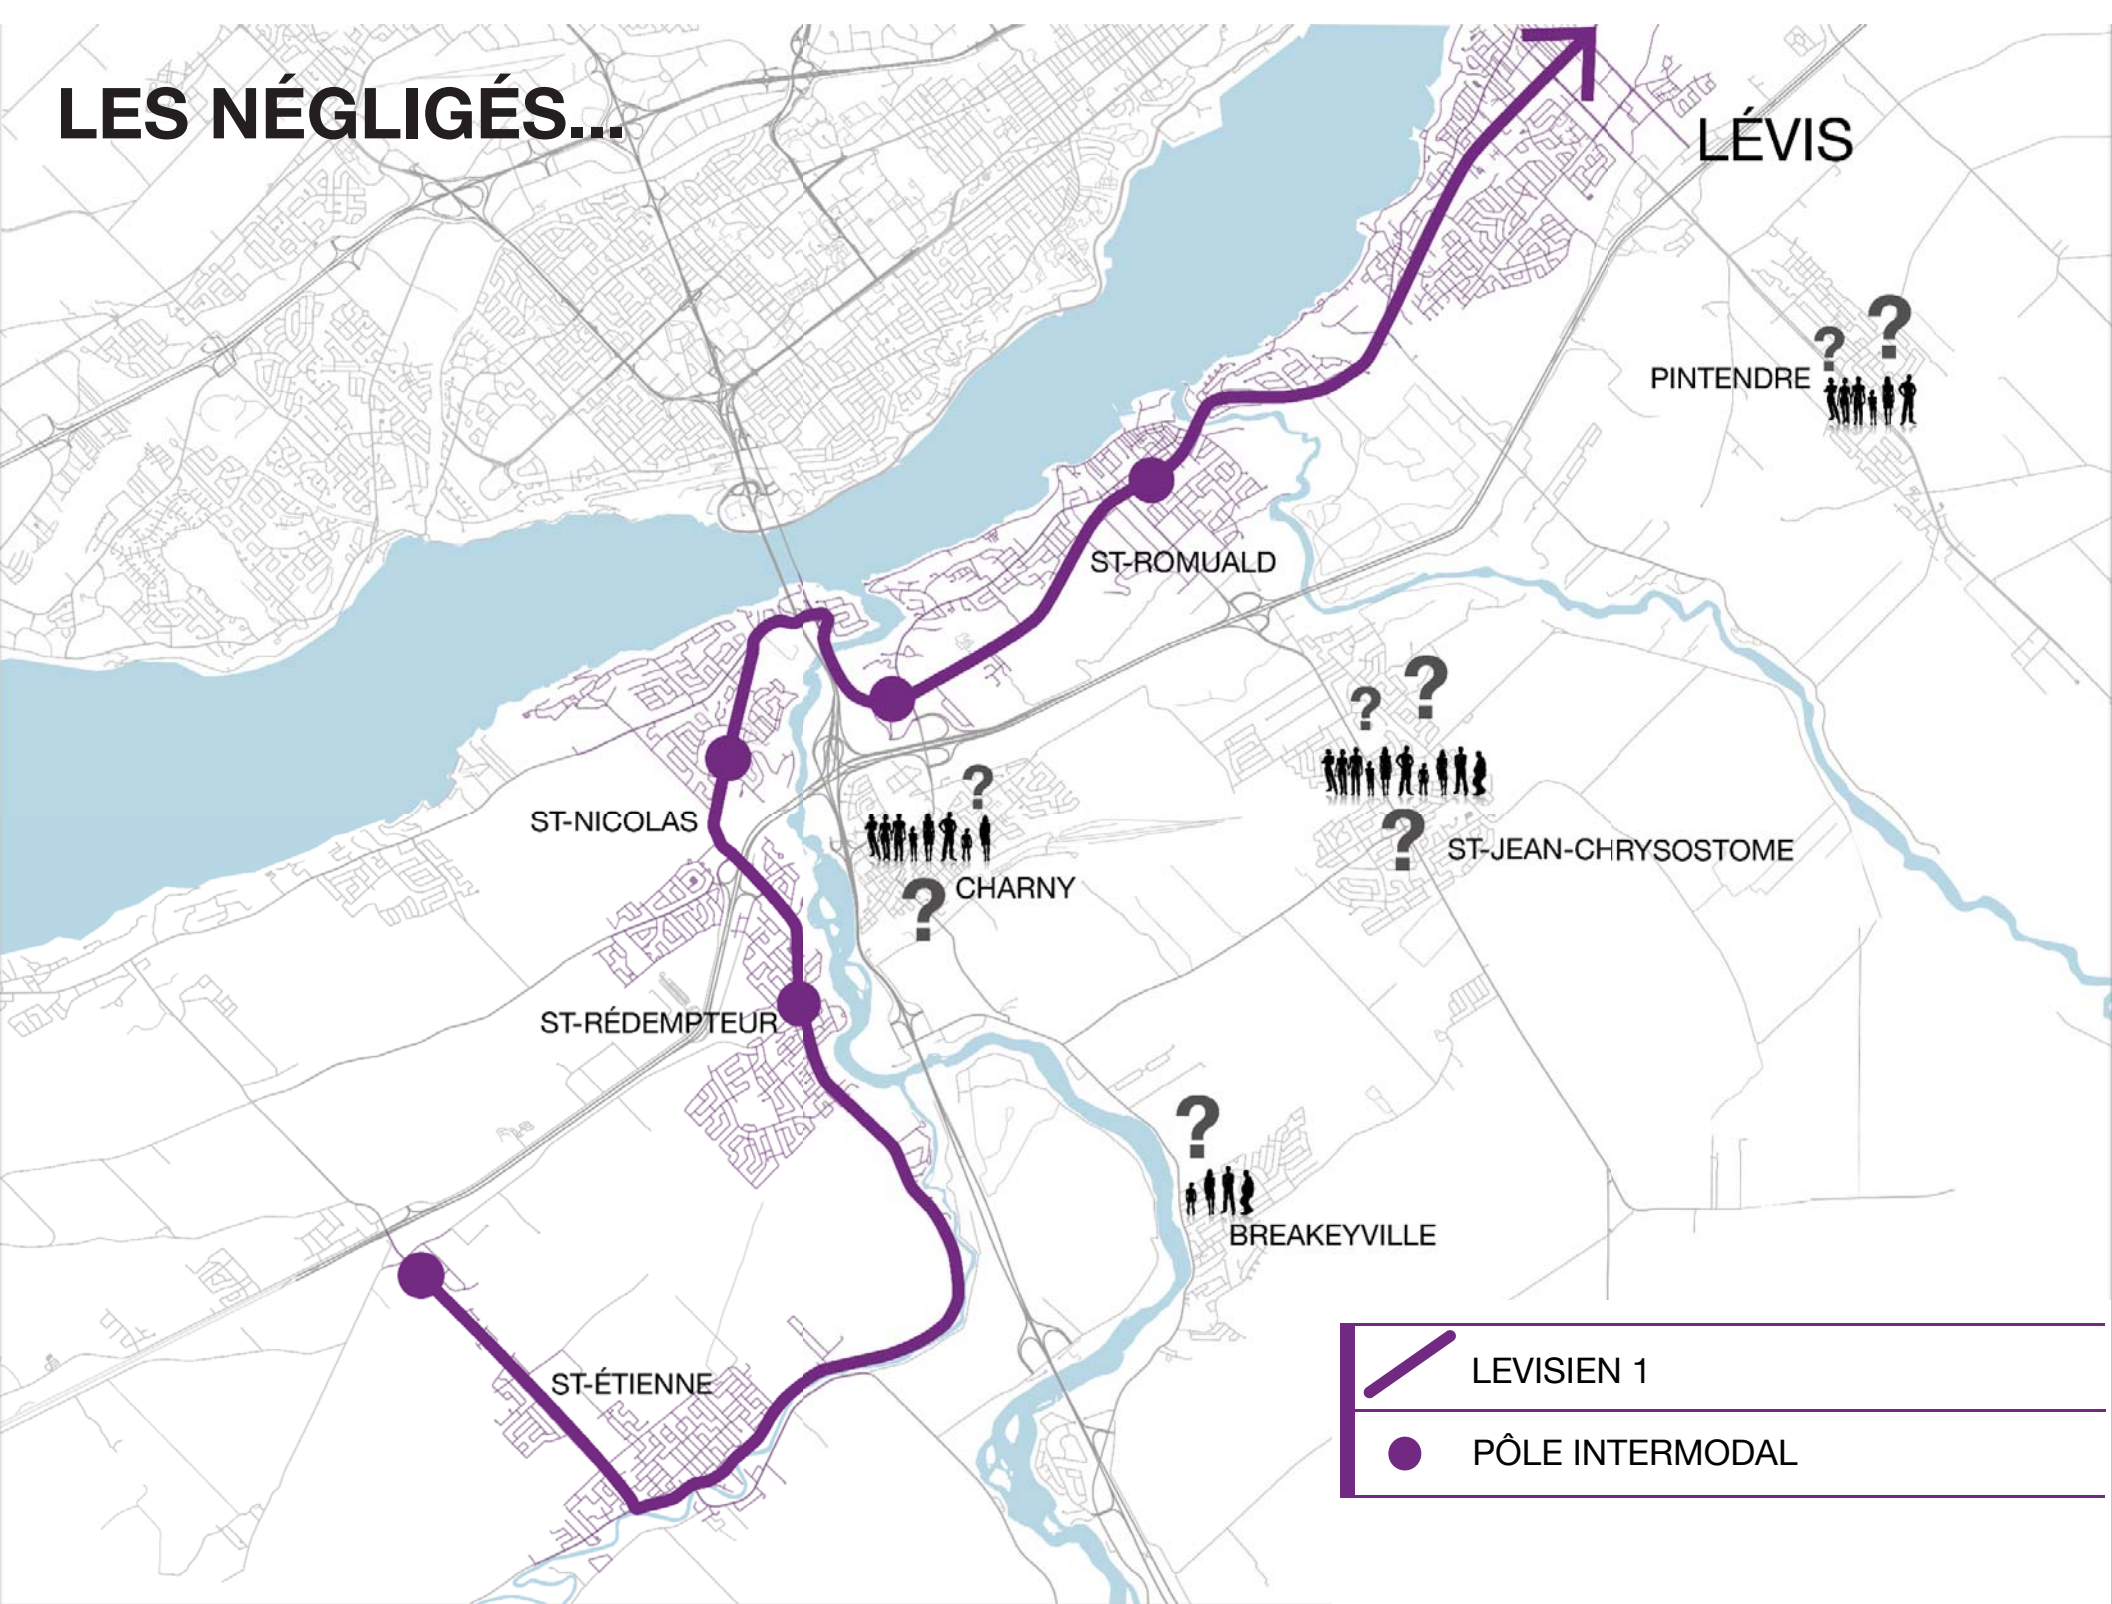 LES NÉGLIGÉS...
LÉVIS
? ?
PINTENDRE
ST-ROMUALD
? ?
?
ST-NICOLAS
?
ST-JEAN-CHRYSOSTOME
? CHARNY
ST-RÉDEMPTEUR
?
BREAKEYVILLE
ST-ÉTIENNE
LEVISIEN 1
PÔLE INTERMODAL